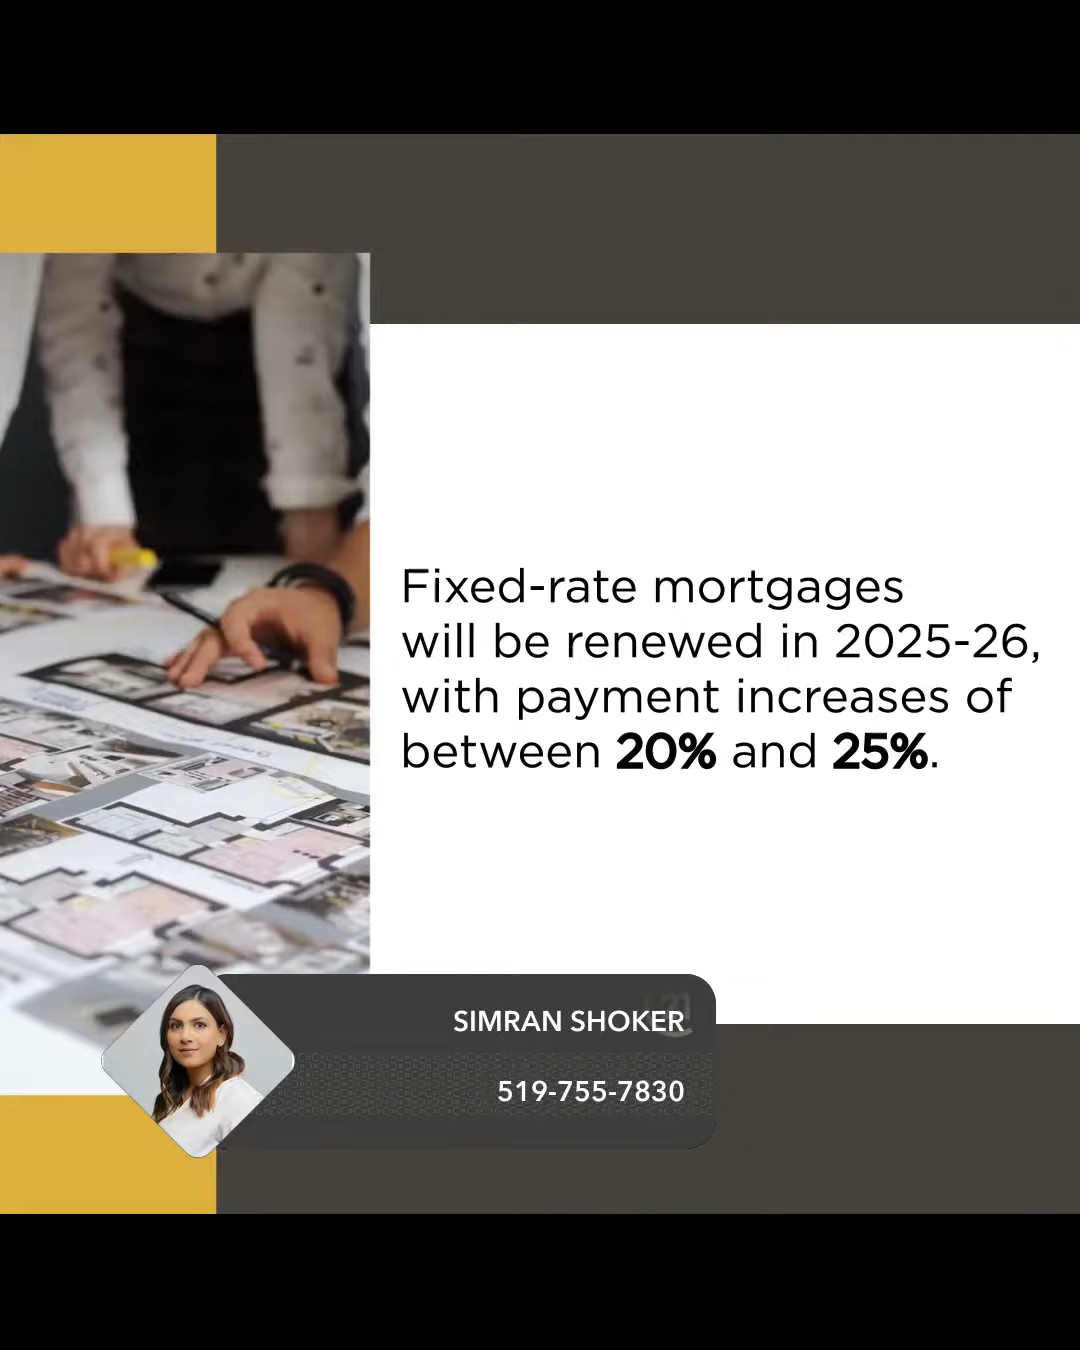 Fixed-rate mortgages
will be renewed in 2025-26,
with payment increases of
between 20% and 25%.
SIMRAN SHOKER
519-755-7830